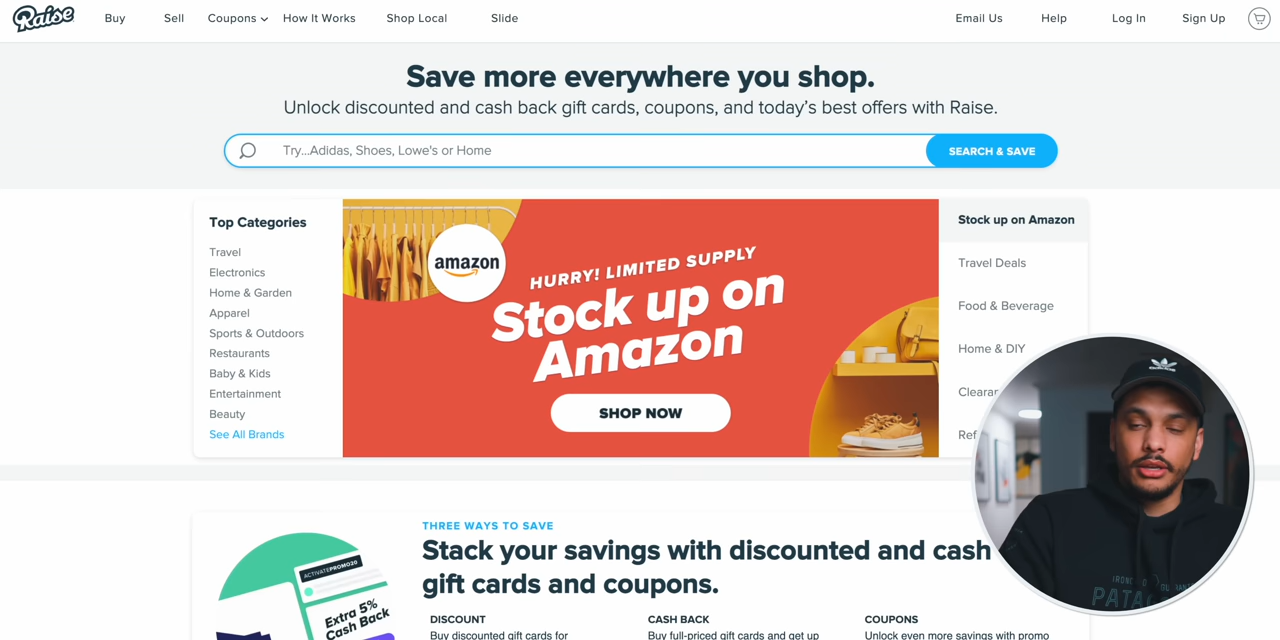 Raise
Buy
Sell
Coupons
How It Works
Shop Local
Slide
Email Us
Help
Log In
Sign Up
Save more everywhere you shop.
Unlock discounted and cash back gift cards, coupons, and today's best offers with Raise.
Try...Adidas, Shoes, Lowe's or Home
SEARCH & SAVE
Top Categories
Travel
Electronics
Home & Garden
Apparel
Sports & Outdoors
Restaurants
Baby & Kids
Entertainment
Beauty
See All Brands
amazon
HURRY! LIMITED SUPPLY
Stock up on
Amazon
SHOP NOW
Stock up on Amazon
Travel Deals
Food & Beverage
Home & DIY
THREE WAYS TO SAVE
Stack your savings with discounted and cash
gift cards and coupons.
ACTIVATEPROMO20
Extra 5%
Cash Back
DISCOUNT
Buy discounted gift cards for
CASH BACK
Buy full-priced gift cards and get up
COUPONS
Unlock even more savings with promo